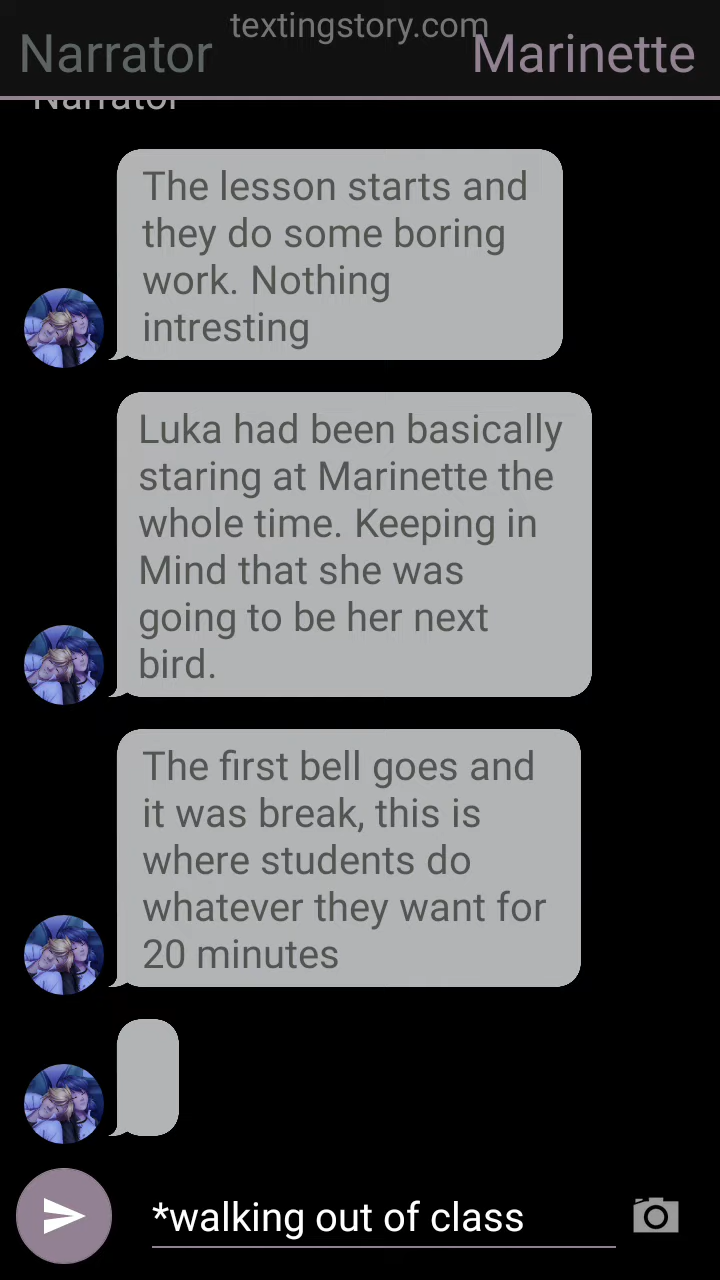 textingstory.com
Narrator
Marinette
Narrator
The lesson starts and
they do some boring
work. Nothing
intresting
Luka had been basically
staring at Marinette the
whole time. Keeping in
Mind that she was
going to be her next
bird.
The first bell goes and
it was break, this is
where students do
whatever they want for
20 minutes
*walking out of class